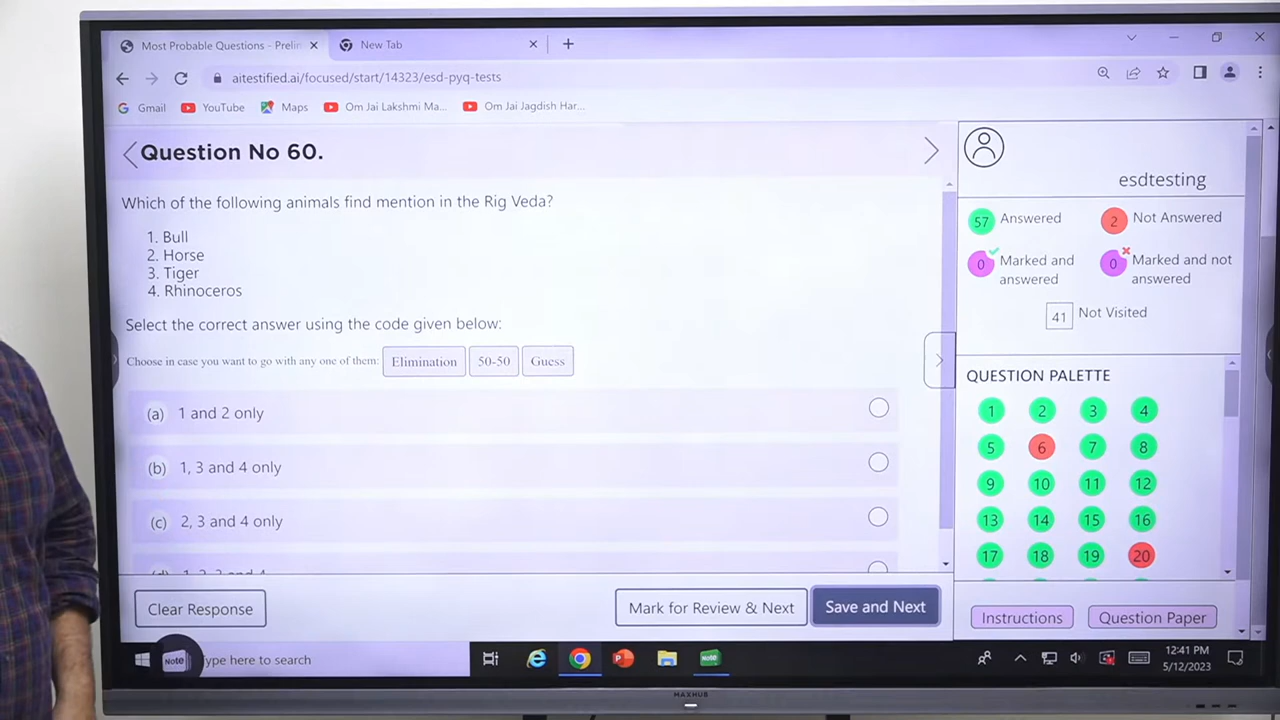 Most Probable Questions - Prelin
New Tab
aitestified.ai/focused/start/14323/esd-pyq-tests
Gmail YouTube Maps Om Jai Lakshmi Ma... Om Jai Jagdish Har...
Question No 60.
Which of the following animals find mention in the Rig Veda?
1. Bull
2. Horse
3. Tiger
4. Rhinoceros
Select the correct answer using the code given below:
Choose in case you want to go with any one of them: Elimination 50-50 Guess
(a) 1 and 2 only
(b) 1, 3 and 4 only
(c) 2, 3 and 4 only
Clear Response Mark for Review & Next Save and Next
esdtesting
57 Answered 2 Not Answered
0 Marked and answered
0 Marked and not answered
41 Not Visited
QUESTION PALETTE
1 2 3 4
5 6 7 8
9 10 11 12
13 14 15 16
17 18 19 20
Instructions Question Paper
Note ype here to search
Note
12:41 PM
5/12/2023
MAXHUB